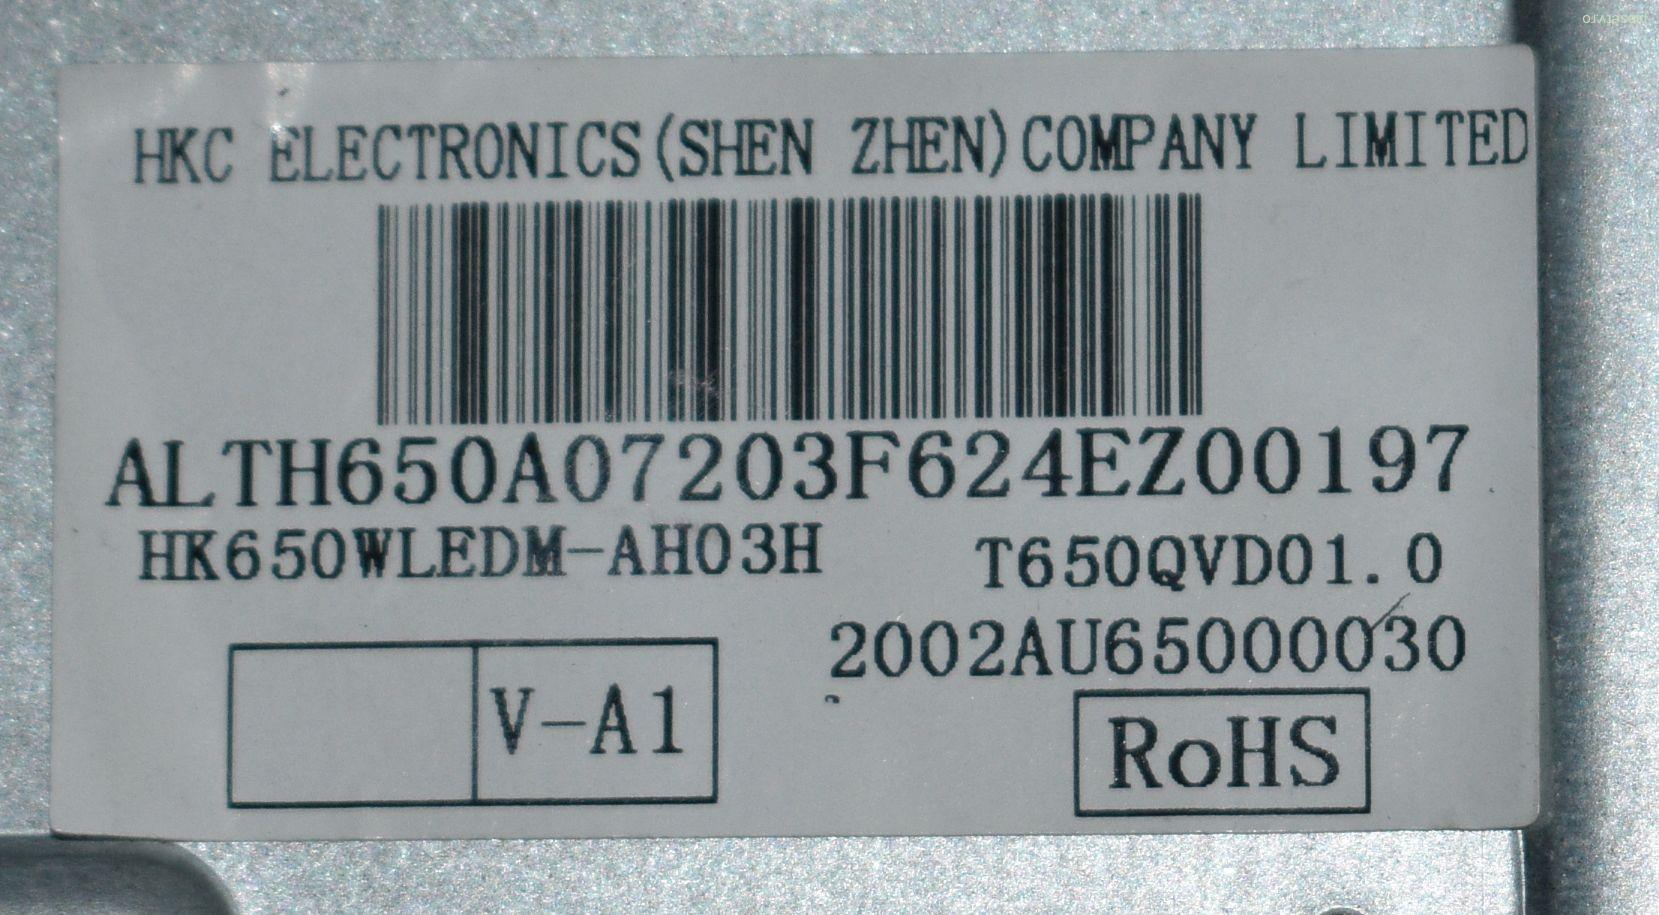 HKC ELECTRONICS(SHEN ZHEN)COMPANY LIMITED
ALTH650A07203F624EZ00197
HK650WLEDM-AH03H T650QVD01.0
2002AU65000030
V-A1
RoHS